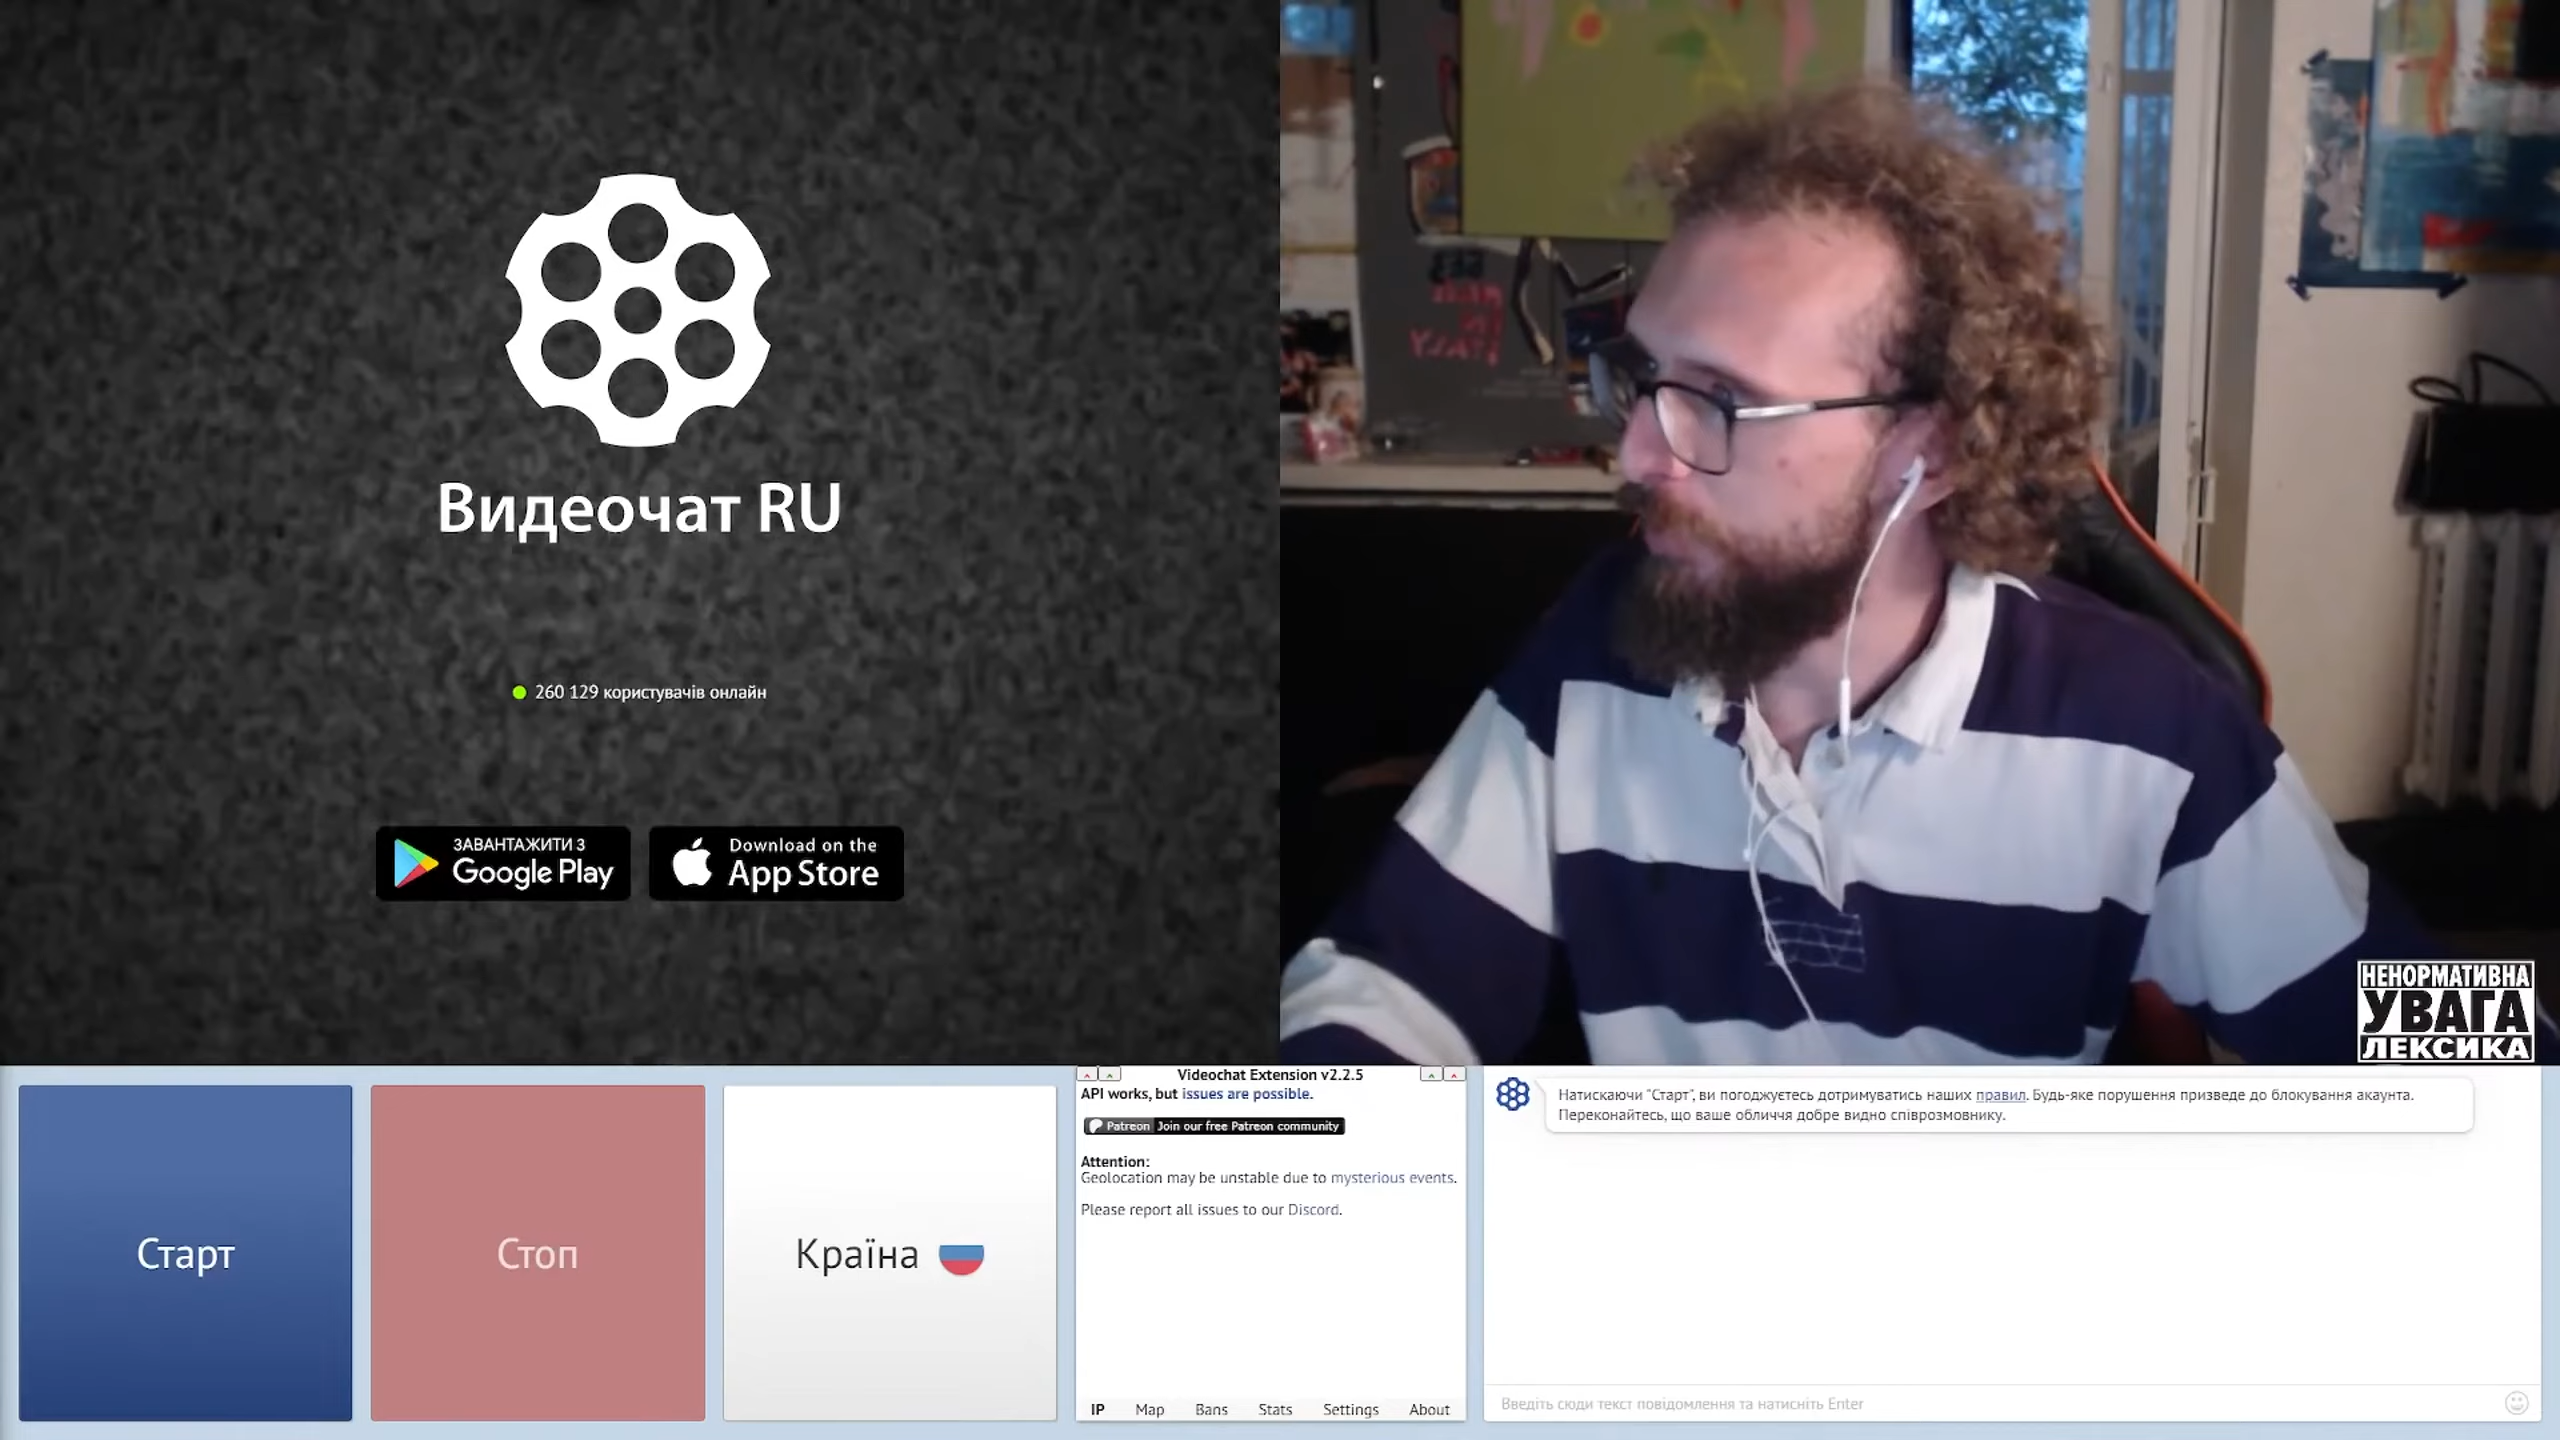 Видеочат RU
260 129 користувачів онлайн
ЗАВАНТАЖИТИ З
Google Play
Download on the
App Store
НЕНОРМАТИВНА
УВАГА
ЛЕКСИКА
Старт
Стоп
Країна
Videochat Extension v2.2.5
API works, but issues are possible.
Patreon Join our free Patreon community
Attention:
Geolocation may be unstable due to mysterious events.
Please report all issues to our Discord.
IP Map Bans Stats Settings About
Натискаючи "Старт", ви погоджуєтесь дотримуватись наших правил. Будь-яке порушення призведе до блокування акаунта.
Переконайтесь, що ваше обличчя добре видно співрозмовнику.
Введіть сюди текст повідомлення та натисніть Enter